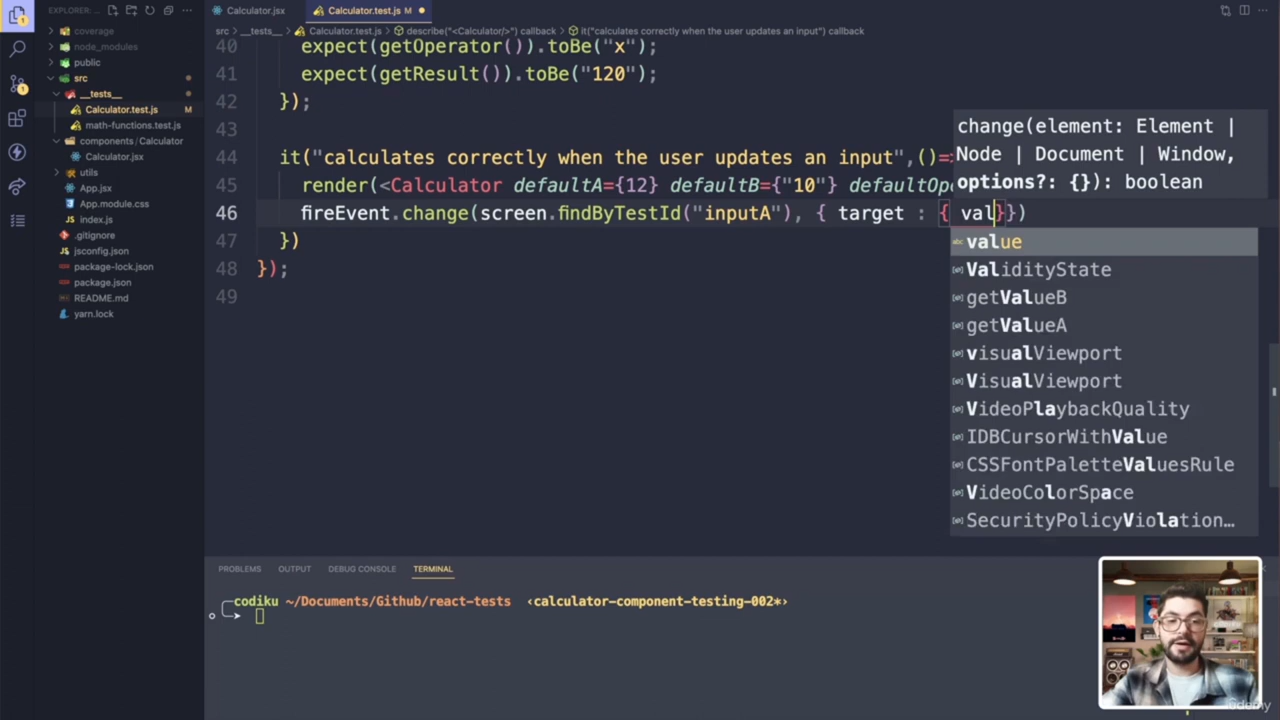 EXPLORER: ...
Calculator.jsx
Calculator.test.js M
coverage
node_modules
public
src
__tests__
Calculator.test.js M
math-functions.test.js
components/Calculator
Calculator.jsx
utils
App.jsx
App.module.css
index.js
.gitignore
jsconfig.json
package-lock.json
package.json
README.md
yarn.lock
src > __tests__ > Calculator.test.js > describe("<Calculator/>") callback > it("calculates correctly when the user updates an input") callback
40 expect(getOperator()).toBe("x");
41 expect(getResult()).toBe("120");
42 });
43
44 it("calculates correctly when the user updates an input",()=>
45 render(<Calculator defaultA={12} defaultB={"10"} defaultOpe
46 fireEvent.change(screen.findByTestId("inputA"), { target : { val}})
47 })
48 });
49
change(element: Element |
Node | Document | Window,
options?: {}): boolean
value
ValidityState
getValueB
getValueA
visualViewport
VisualViewport
VideoPlaybackQuality
IDBCursorWithValue
CSSFontPaletteValuesRule
VideoColorSpace
SecurityPolicyViolation…
PROBLEMS OUTPUT DEBUG CONSOLE TERMINAL
codiku ~/Documents/Github/react-tests ‹calculator-component-testing-002*›
udemy